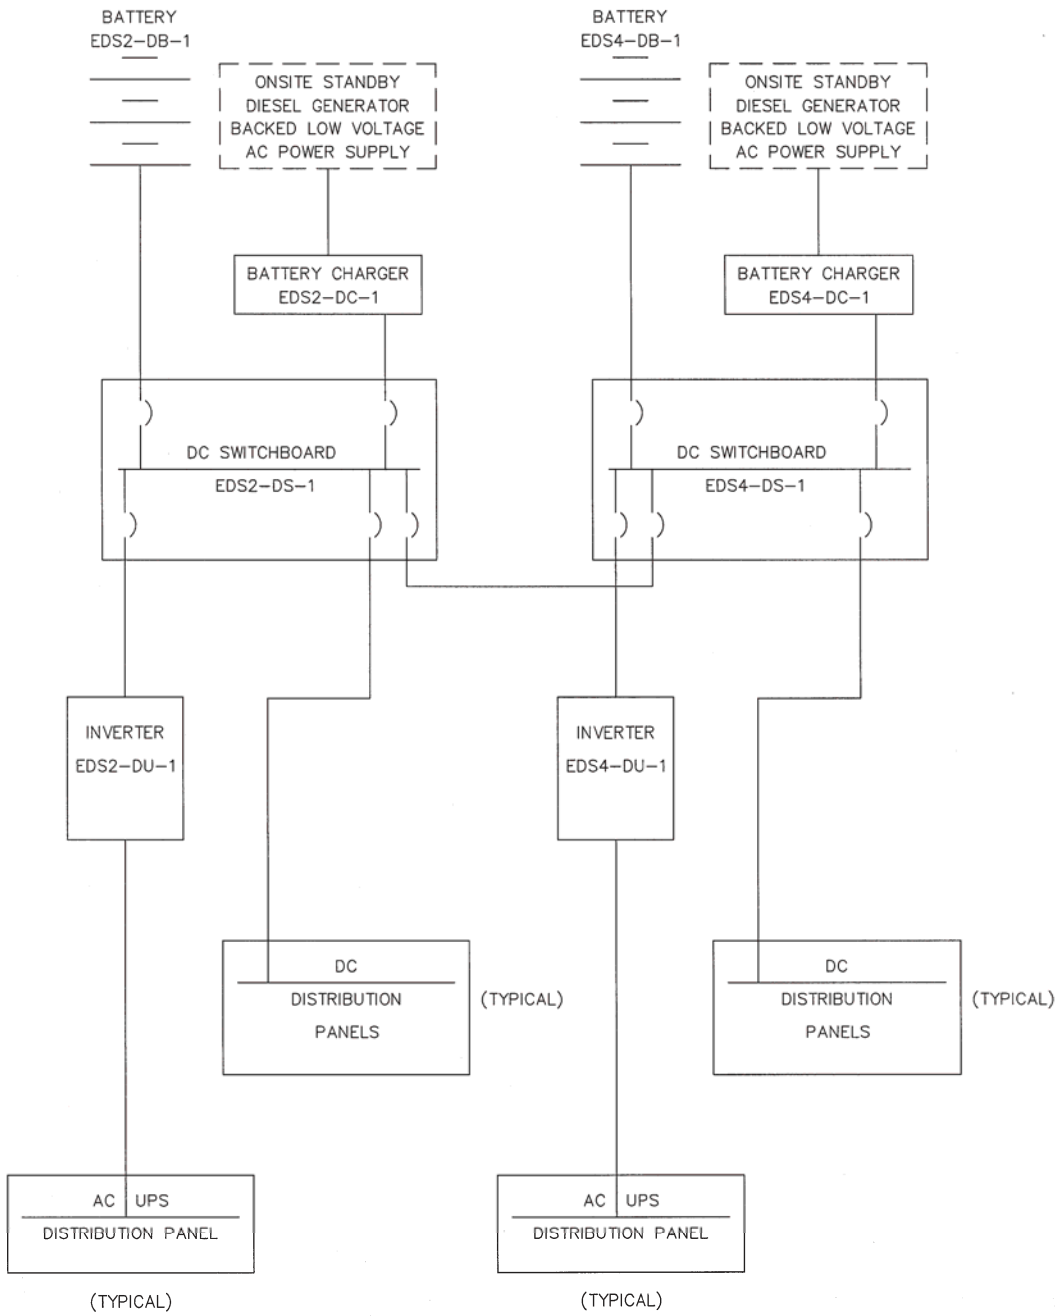 BATTERY
EDS2-DB-1
ONSITE STANDBY
DIESEL GENERATOR
BACKED LOW VOLTAGE
AC POWER SUPPLY
BATTERY CHARGER
EDS2-DC-1
DC SWITCHBOARD
EDS2-DS-1
INVERTER
EDS2-DU-1
DC
DISTRIBUTION
PANELS
(TYPICAL)
AC UPS
DISTRIBUTION PANEL
(TYPICAL)
BATTERY
EDS4-DB-1
ONSITE STANDBY
DIESEL GENERATOR
BACKED LOW VOLTAGE
AC POWER SUPPLY
BATTERY CHARGER
EDS4-DC-1
DC SWITCHBOARD
EDS4-DS-1
INVERTER
EDS4-DU-1
DC
DISTRIBUTION
PANELS
(TYPICAL)
AC UPS
DISTRIBUTION PANEL
(TYPICAL)